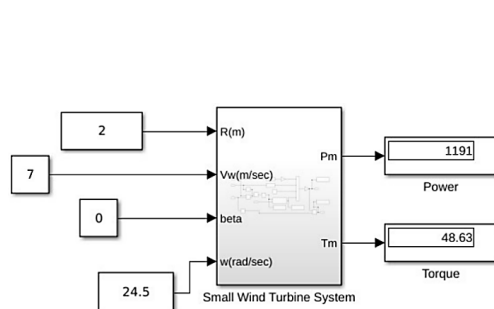 2
R(m)
7
Vw(m/sec)
0
beta
24.5
w(rad/sec)
Pm
1191
Power
Tm
48.63
Torque
Small Wind Turbine System